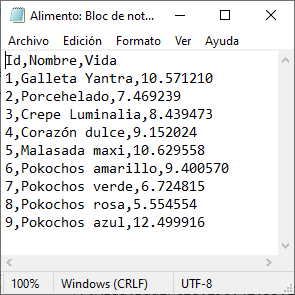 Alimento: Bloc de not...
Archivo Edición Formato Ver Ayuda
Id,Nombre,Vida
1,Galleta Yantra,10.571210
2,Porcehelado,7.469239
3,Crepe Luminalia,8.439473
4,Corazón dulce,9.152024
5,Malasada maxi,10.629558
6,Pokochos amarillo,9.400570
7,Pokochos verde,6.724815
8,Pokochos rosa,5.554554
9,Pokochos azul,12.499916
100% Windows (CRLF) UTF-8